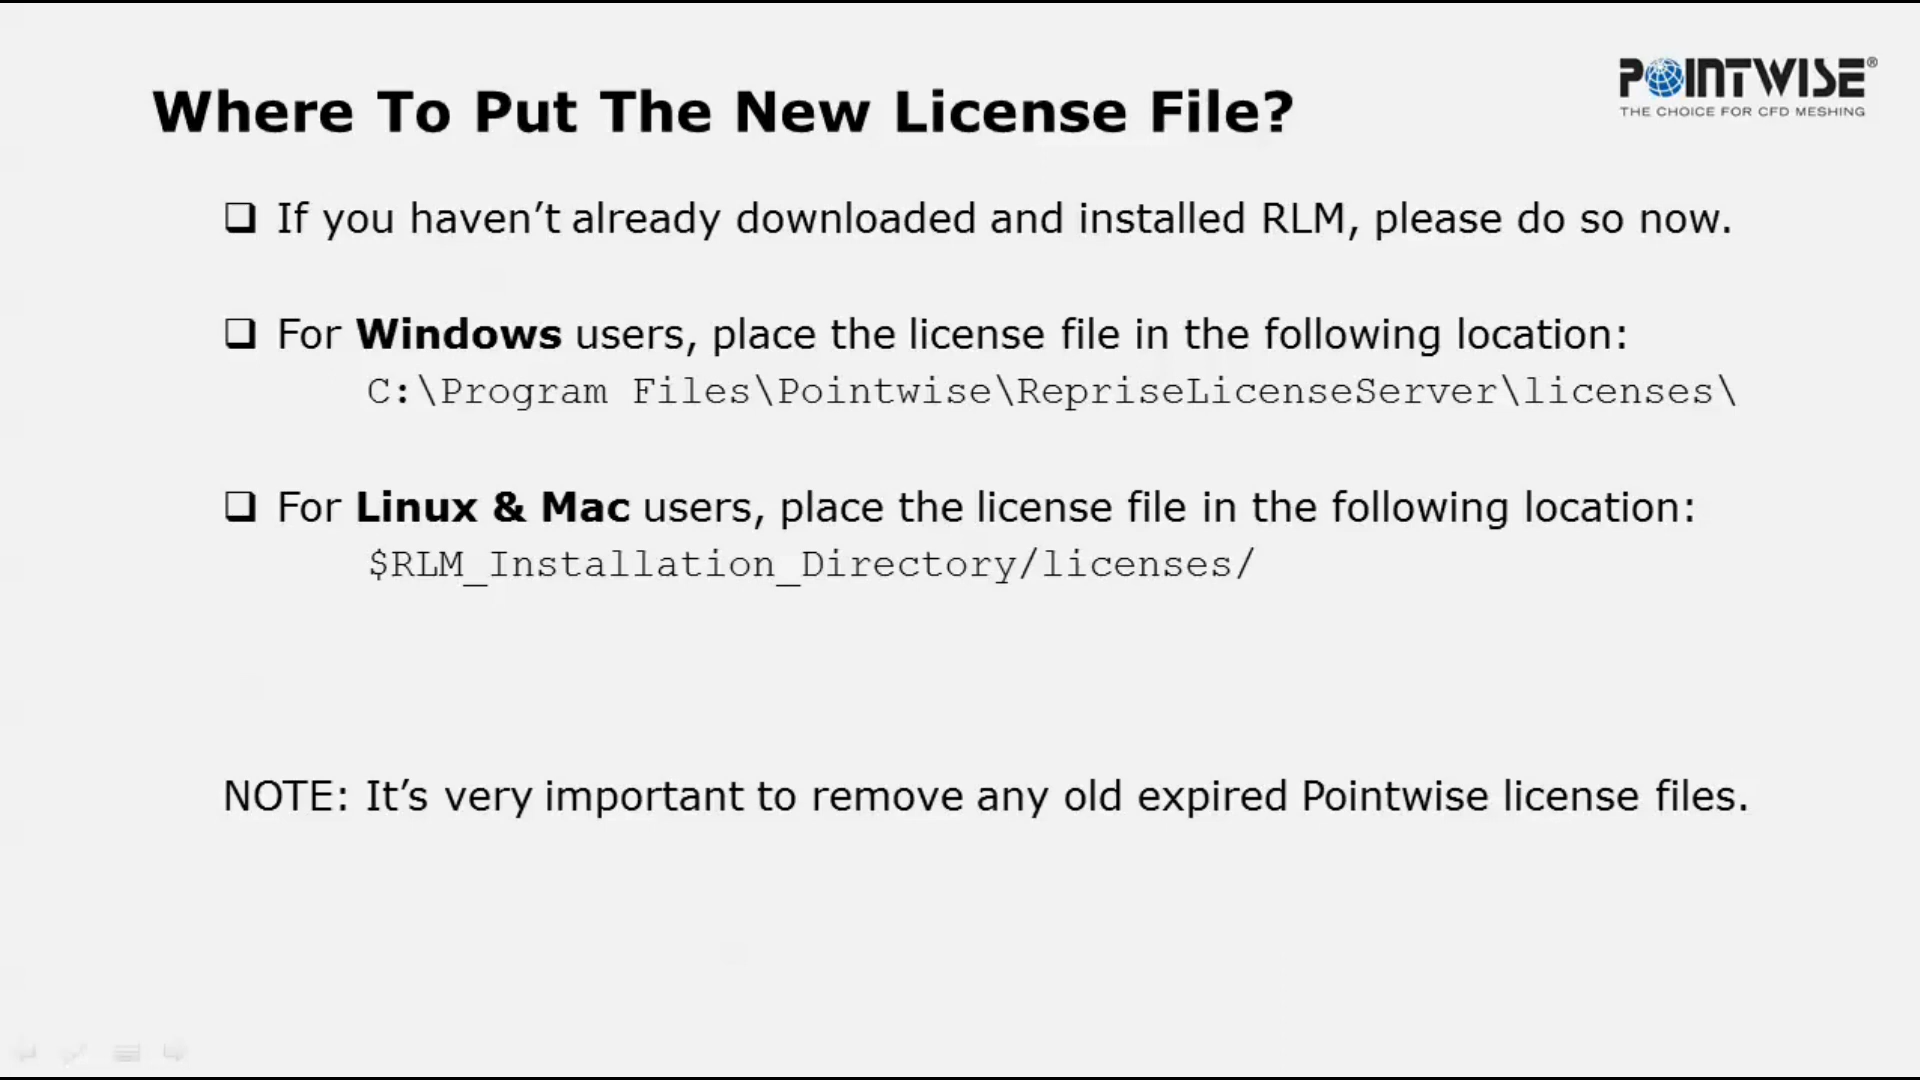 POINTWISE®
THE CHOICE FOR CFD MESHING
Where To Put The New License File?
❑ If you haven’t already downloaded and installed RLM, please do so now.
❑ For Windows users, place the license file in the following location:
C:\Program Files\Pointwise\RepriseLicenseServer\licenses\
❑ For Linux & Mac users, place the license file in the following location:
$RLM_Installation_Directory/licenses/
NOTE: It’s very important to remove any old expired Pointwise license files.